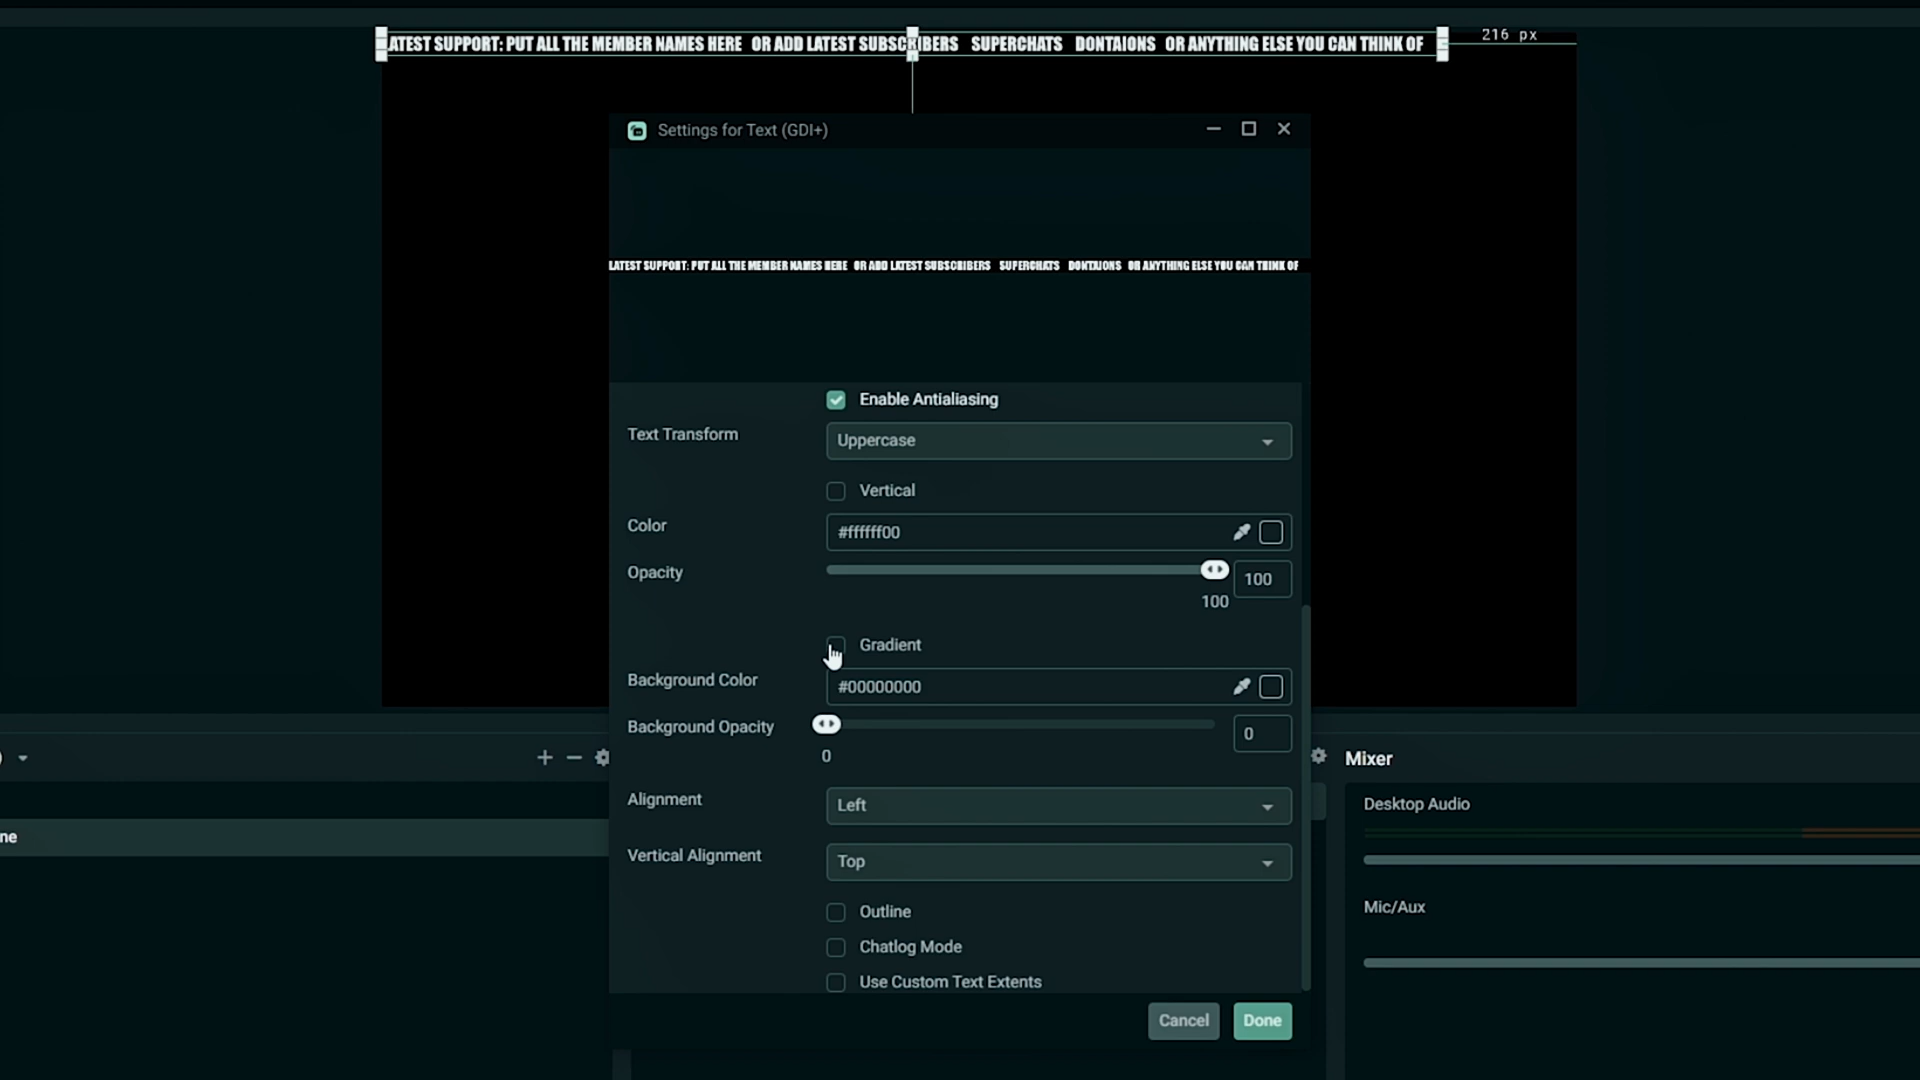 216 px
ATEST SUPPORT: PUT ALL THE MEMBER NAMES HERE OR ADD LATEST SUBSCRIBERS SUPERCHATS DONTAIONS OR ANYTHING ELSE YOU CAN THINK OF
Settings for Text (GDI+)
LATEST SUPPORT: PUT ALL THE MEMBER NAMES HERE OR ADD LATEST SUBSCRIBERS SUPERCHATS DONTAIONS OR ANYTHING ELSE YOU CAN THINK OF
Enable Antialiasing
Text Transform
Uppercase
Vertical
Color
#ffffff00
Opacity
100
100
Gradient
Background Color
#00000000
Background Opacity
0
0
Mixer
Alignment
Left
Desktop Audio
ne
Vertical Alignment
Top
Outline
Mic/Aux
Chatlog Mode
Use Custom Text Extents
Cancel
Done